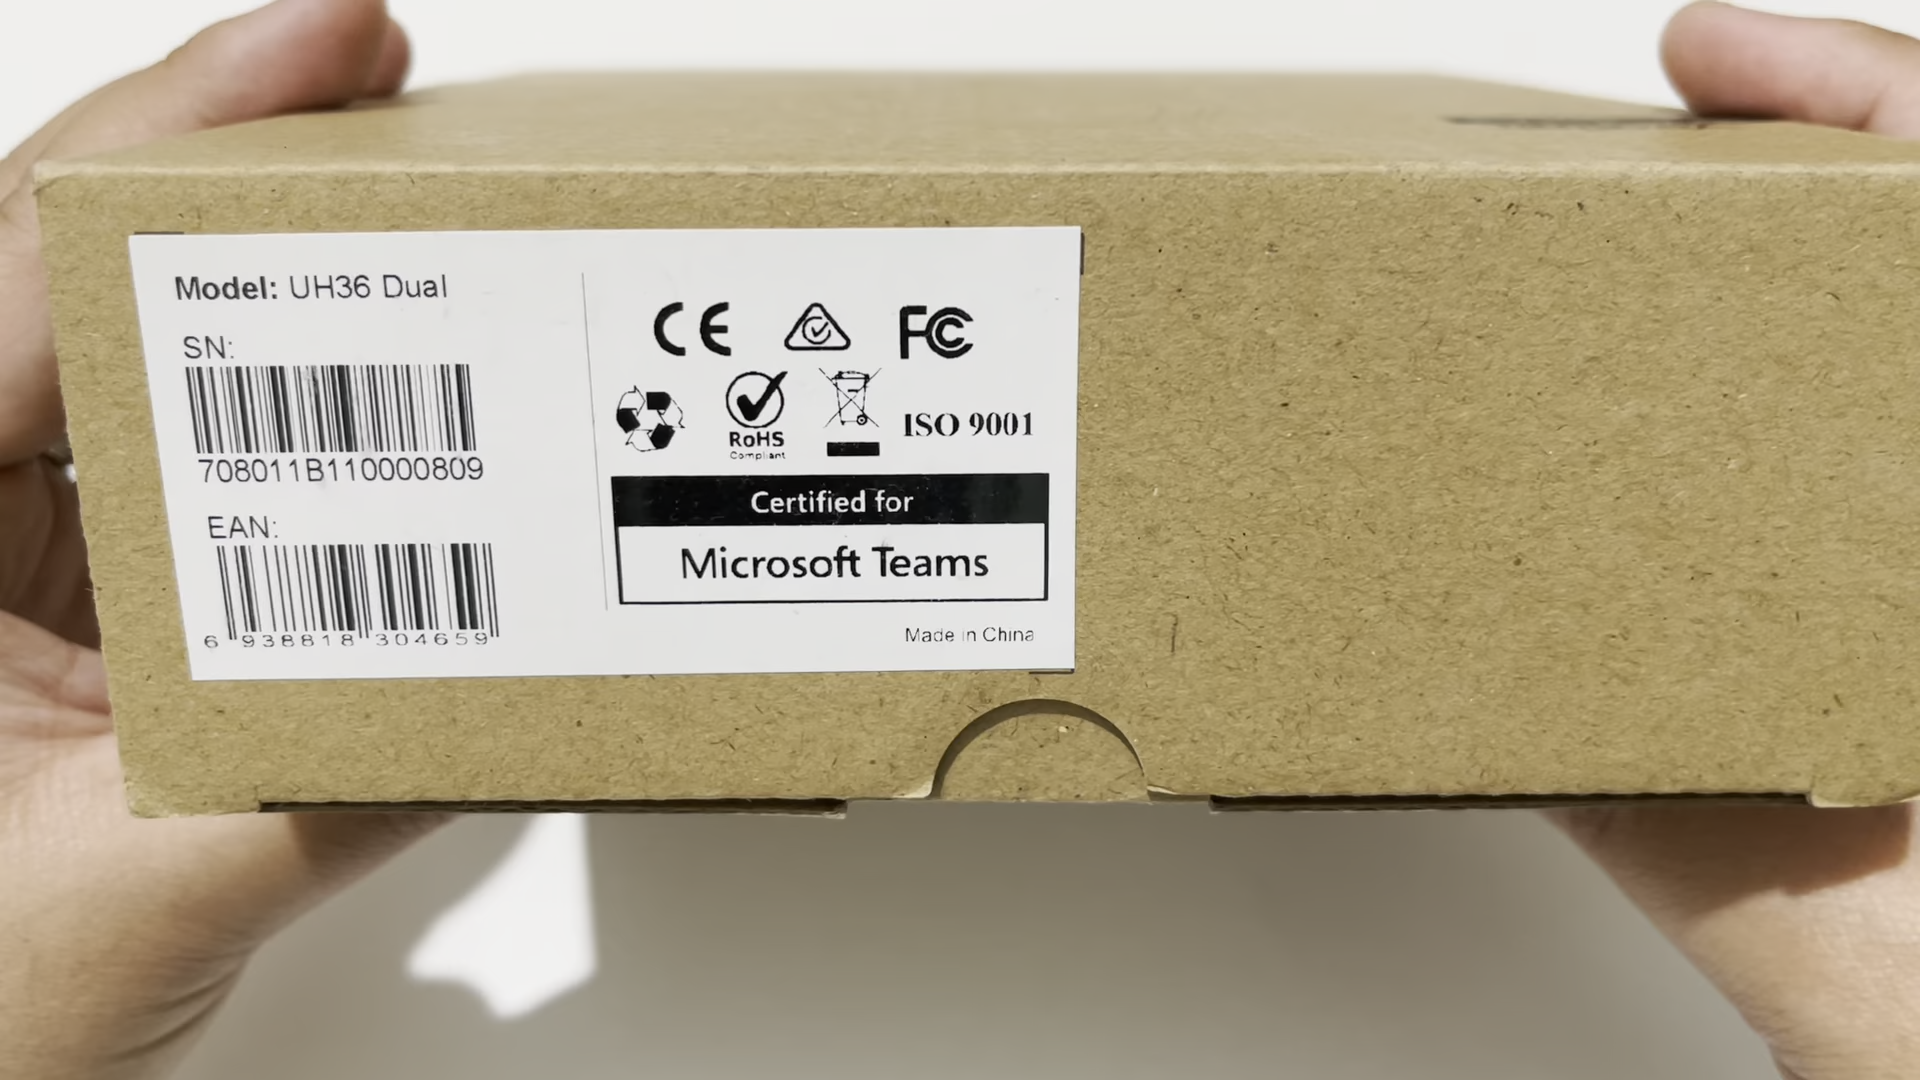 Model: UH36 Dual
SN:
708011B110000809
EAN:
6 938818 304659
CE
FC
RoHS
Compliant
ISO 9001
Certified for
Microsoft Teams
Made in China